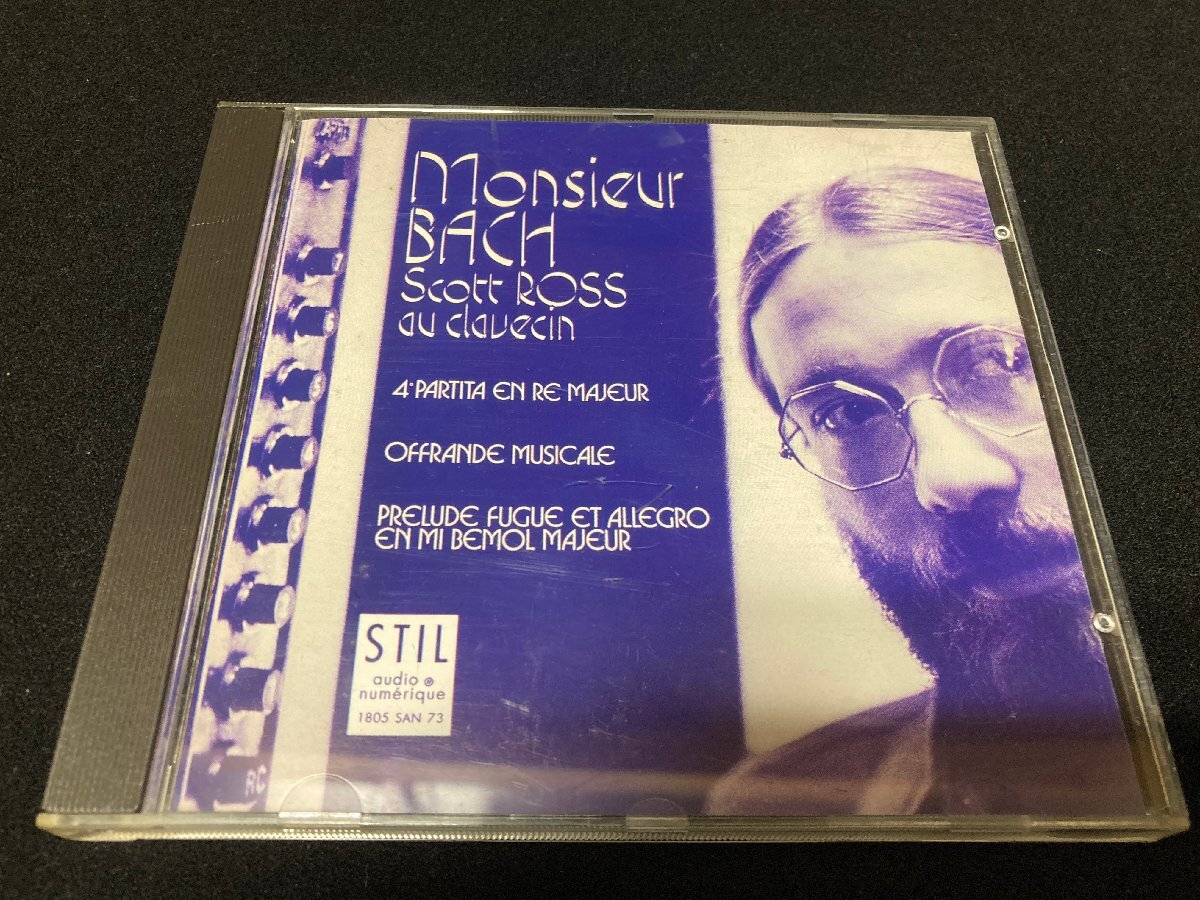 Monsieur
BACH
Scott ROSS
au clavecin
4e PARTITA EN RE MAJEUR
OFFRANDE MUSICALE
PRELUDE FUGUE ET ALLEGRO
EN MI BEMOL MAJEUR
STIL
audio ®
numérique
1805 SAN 73
RC